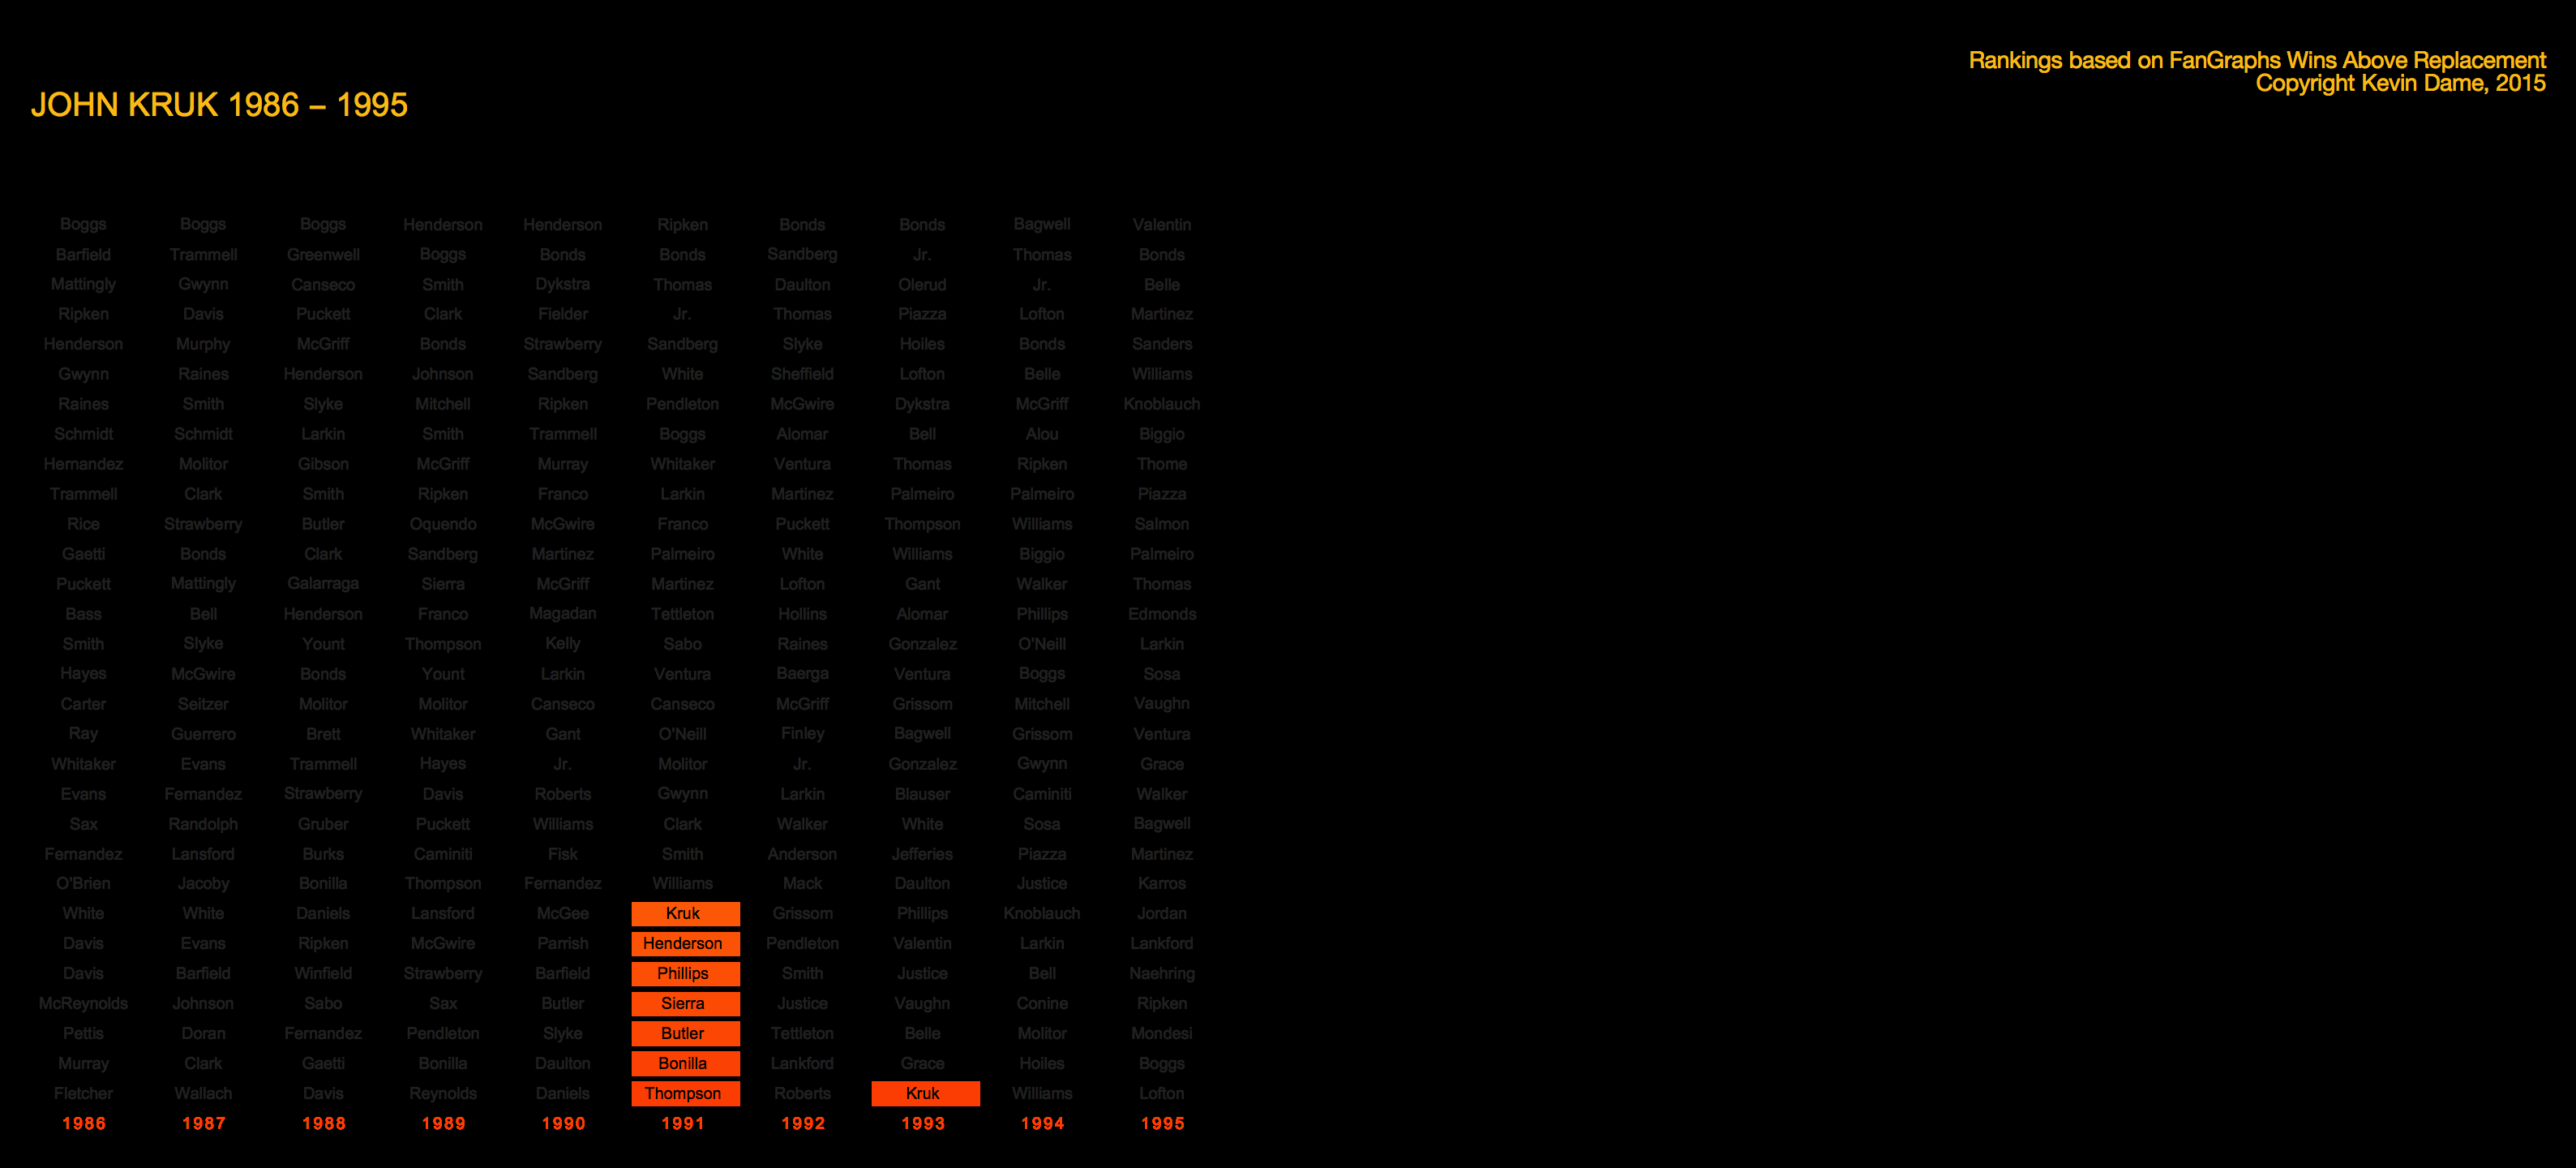 Rankings based on FanGraphs Wins Above Replacement
Copyright Kevin Dame, 2015
JOHN KRUK 1986 – 1995
Boggs Boggs Boggs Henderson Henderson Ripken Bonds Bonds Bagwell Valentin
Barfield Trammell Greenwell Boggs Bonds Bonds Sandberg Jr. Thomas Bonds
Mattingly Gwynn Canseco Smith Dykstra Thomas Daulton Olerud Jr. Belle
Ripken Davis Puckett Clark Fielder Jr. Thomas Piazza Lofton Martinez
Henderson Murphy McGriff Bonds Strawberry Sandberg Slyke Hoiles Bonds Sanders
Gwynn Raines Henderson Johnson Sandberg White Sheffield Lofton Belle Williams
Raines Smith Slyke Mitchell Ripken Pendleton McGwire Dykstra McGriff Knoblauch
Schmidt Schmidt Larkin Smith Trammell Boggs Alomar Bell Alou Biggio
Hernandez Molitor Gibson McGriff Murray Whitaker Ventura Thomas Ripken Thome
Trammell Clark Smith Ripken Franco Larkin Martinez Palmeiro Palmeiro Piazza
Rice Strawberry Butler Oquendo McGwire Franco Puckett Thompson Williams Salmon
Gaetti Bonds Clark Sandberg Martinez Palmeiro White Williams Biggio Palmeiro
Puckett Mattingly Galarraga Sierra McGriff Martinez Lofton Gant Walker Thomas
Bass Bell Henderson Franco Magadan Tettleton Hollins Alomar Phillips Edmonds
Smith Slyke Yount Thompson Kelly Sabo Raines Gonzalez O'Neill Larkin
Hayes McGwire Bonds Yount Larkin Ventura Baerga Ventura Boggs Sosa
Carter Seitzer Molitor Molitor Canseco Canseco McGriff Grissom Mitchell Vaughn
Ray Guerrero Brett Whitaker Gant O'Neill Finley Bagwell Grissom Ventura
Whitaker Evans Trammell Hayes Jr. Molitor Jr. Gonzalez Gwynn Grace
Evans Fernandez Strawberry Davis Roberts Gwynn Larkin Blauser Caminiti Walker
Sax Randolph Gruber Puckett Williams Clark Walker White Sosa Bagwell
Fernandez Lansford Burks Caminiti Fisk Smith Anderson Jefferies Piazza Martinez
O'Brien Jacoby Bonilla Thompson Fernandez Williams Mack Daulton Justice Karros
White White Daniels Lansford McGee Kruk Grissom Phillips Knoblauch Jordan
Davis Evans Ripken McGwire Parrish Henderson Pendleton Valentin Larkin Lankford
Davis Barfield Winfield Strawberry Barfield Phillips Smith Justice Bell Naehring
McReynolds Johnson Sabo Sax Butler Sierra Justice Vaughn Conine Ripken
Pettis Doran Fernandez Pendleton Slyke Butler Tettleton Belle Molitor Mondesi
Murray Clark Gaetti Bonilla Daulton Bonilla Lankford Grace Hoiles Boggs
Fletcher Wallach Davis Reynolds Daniels Thompson Roberts Kruk Williams Lofton
1986 1987 1988 1989 1990 1991 1992 1993 1994 1995